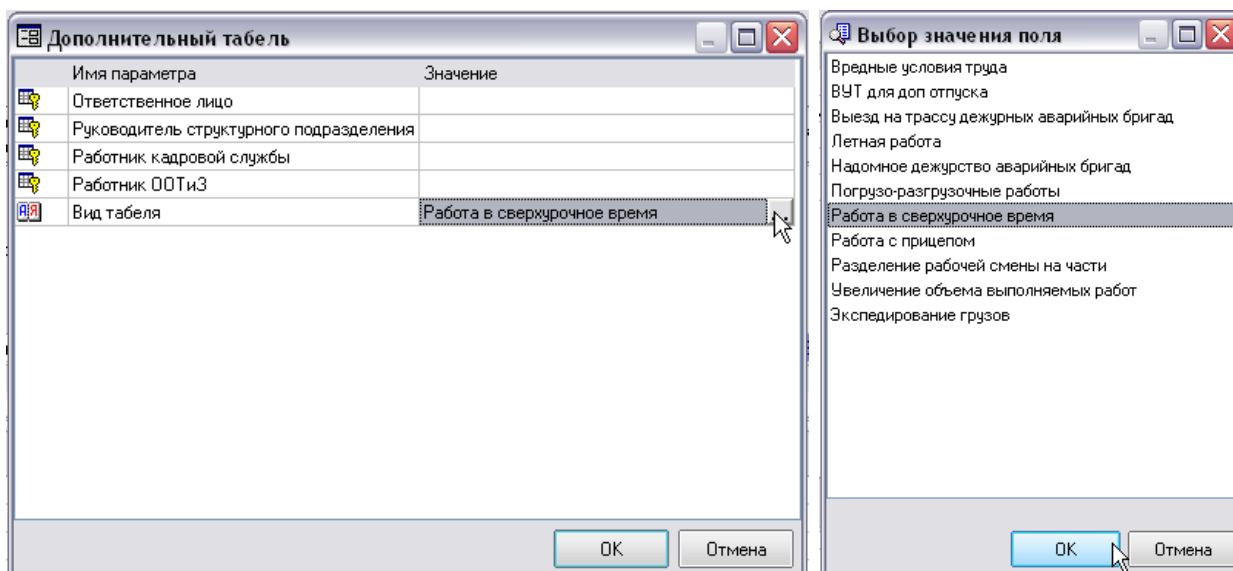 Дополнительный табель
Имя параметра Значение
Ответственное лицо
Руководитель структурного подразделения
Работник кадровой службы
Работник ООТиЗ
Вид табеля Работа в сверхурочное время ...
ОК Отмена
Выбор значения поля
Вредные условия труда
ВУТ для доп отпуска
Выезд на трассу дежурных аварийных бригад
Летная работа
Надомное дежурство аварийных бригад
Погрузо-разгрузочные работы
Работа в сверхурочное время
Работа с прицепом
Разделение рабочей смены на части
Увеличение объема выполняемых работ
Экспедирование грузов
ОК Отмена